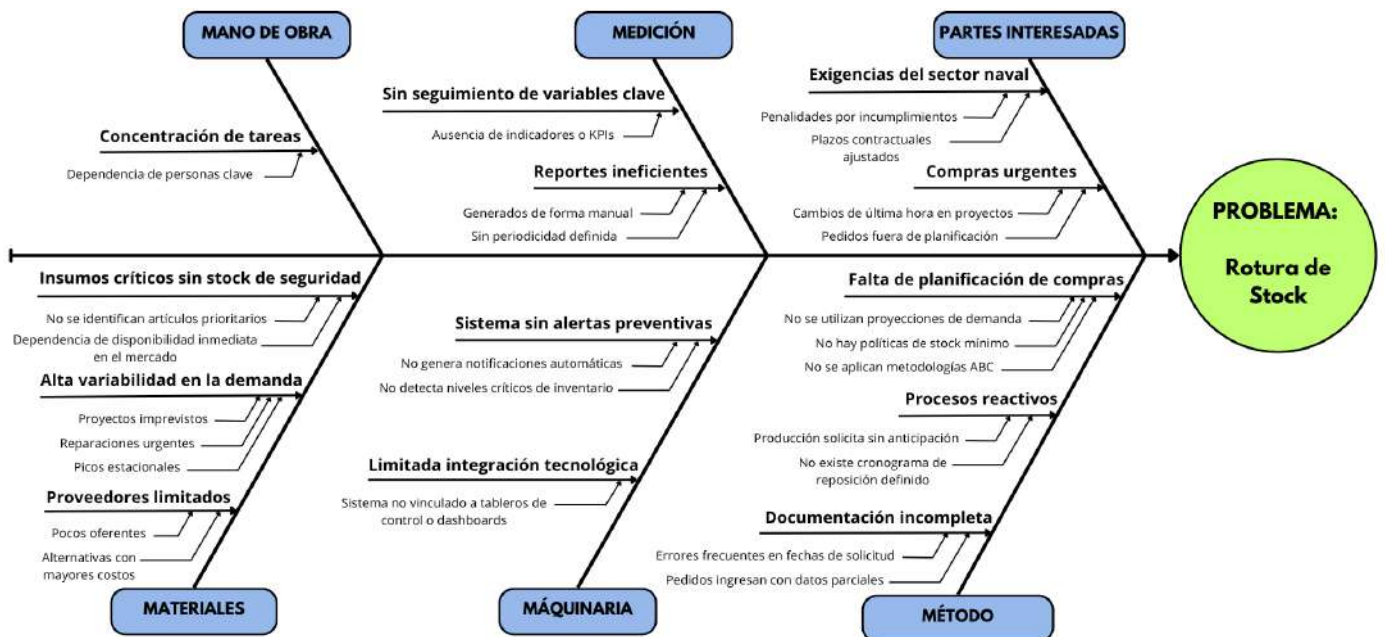 MANO DE OBRA
MEDICIÓN
PARTES INTERESADAS
Concentración de tareas
Dependencia de personas clave
Sin seguimiento de variables clave
Ausencia de indicadores o KPIs
Reportes ineficientes
Generados de forma manual
Sin periodicidad definida
Exigencias del sector naval
Penalidades por incumplimientos
Plazos contractuales
ajustados
Compras urgentes
Cambios de última hora en proyectos
Pedidos fuera de planificación
PROBLEMA:
Rotura de
Stock
Insumos críticos sin stock de seguridad
No se identifican artículos prioritarios
Dependencia de disponibilidad inmediata
en el mercado
Alta variabilidad en la demanda
Proyectos imprevistos
Reparaciones urgentes
Picos estacionales
Proveedores limitados
Pocos oferentes
Alternativas con
mayores costos
Sistema sin alertas preventivas
No genera notificaciones automáticas
No detecta niveles críticos de inventario
Limitada integración tecnológica
Sistema no vinculado a tableros de
control o dashboards
Falta de planificación de compras
No se utilizan proyecciones de demanda
No hay políticas de stock mínimo
No se aplican metodologías ABC
Procesos reactivos
Producción solicita sin anticipación
No existe cronograma de
reposición definido
Documentación incompleta
Errores frecuentes en fechas de solicitud
Pedidos ingresan con datos parciales
MATERIALES
MÁQUINARIA
MÉTODO